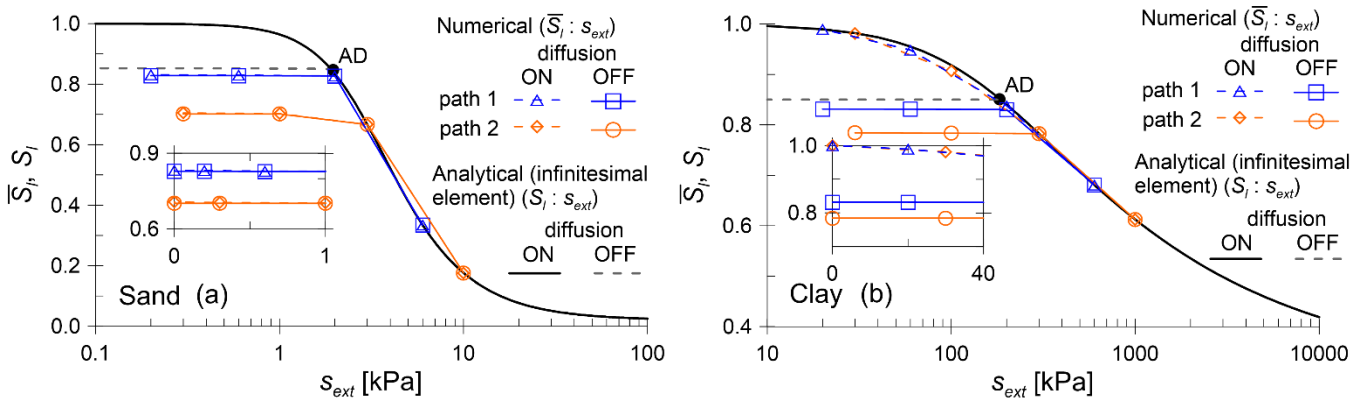 1.0
0.8
0.6
0.4
0.2
0.0
S̅l, Sl
AD
Numerical (S̅l : sext)
diffusion
ON OFF
path 1
path 2
Analytical (infinitesimal
element) (Sl : sext)
diffusion
ON OFF
0.9
0.6
0 1
Sand (a)
0.1 1 10 100
sext [kPa]
1.0
0.8
0.6
0.4
S̅l, Sl
AD
Numerical (S̅l : sext)
diffusion
ON OFF
path 1
path 2
Analytical (infinitesimal
element) (Sl : sext)
diffusion
ON OFF
1.0
0.8
0 40
Clay (b)
10 100 1000 10000
sext [kPa]